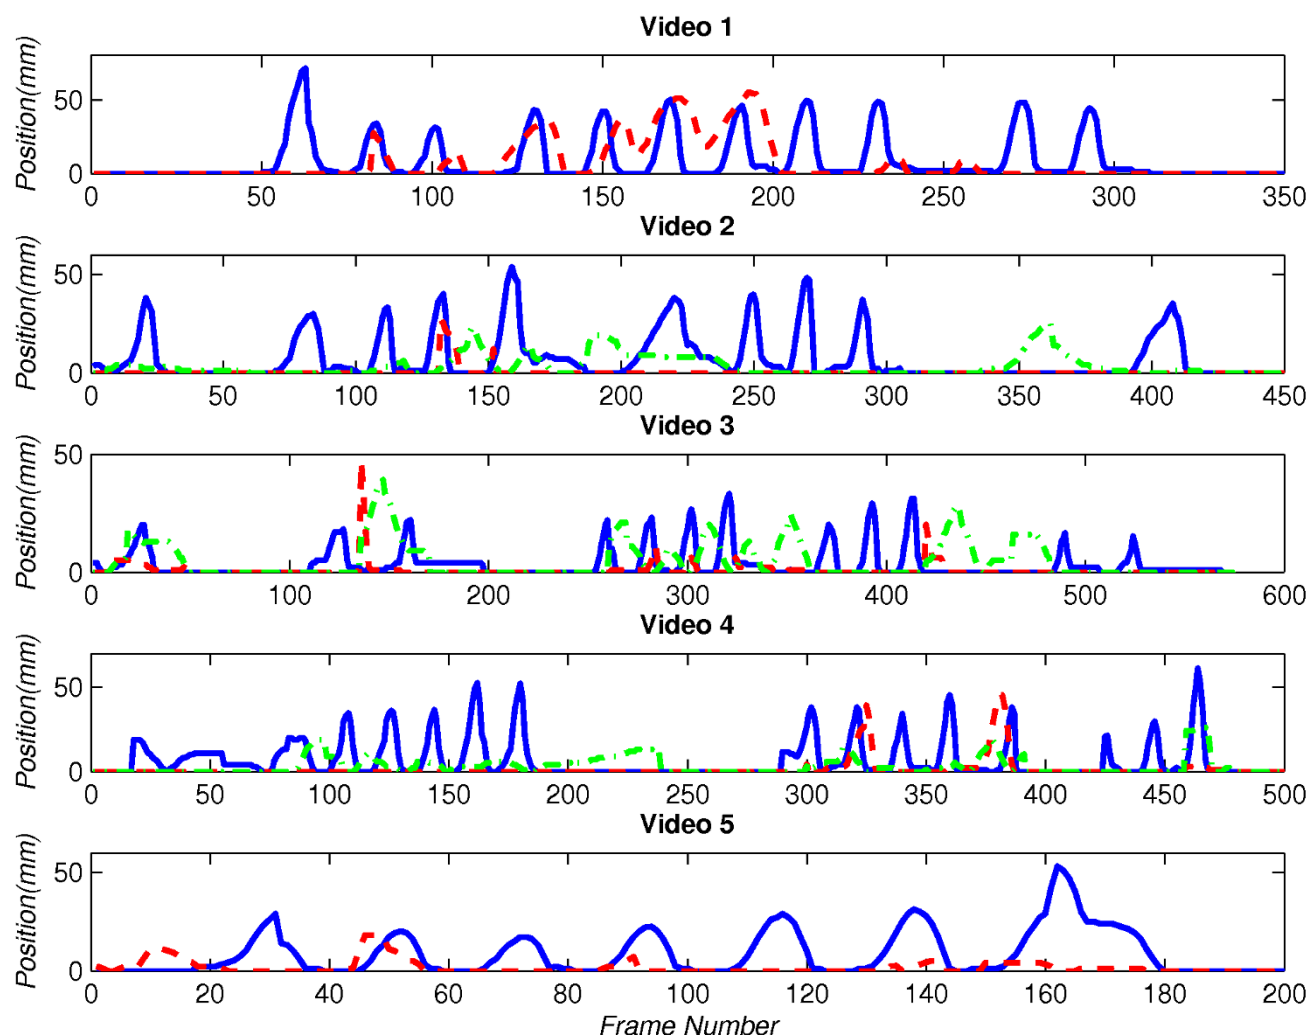 Video 1
Position(mm)
50
0
0 50 100 150 200 250 300 350
Video 2
Position(mm)
50
0
0 50 100 150 200 250 300 350 400 450
Video 3
Position(mm)
50
0
0 100 200 300 400 500 600
Video 4
Position(mm)
50
0
0 50 100 150 200 250 300 350 400 450 500
Video 5
Position(mm)
50
0
0 20 40 60 80 100 120 140 160 180 200
Frame Number